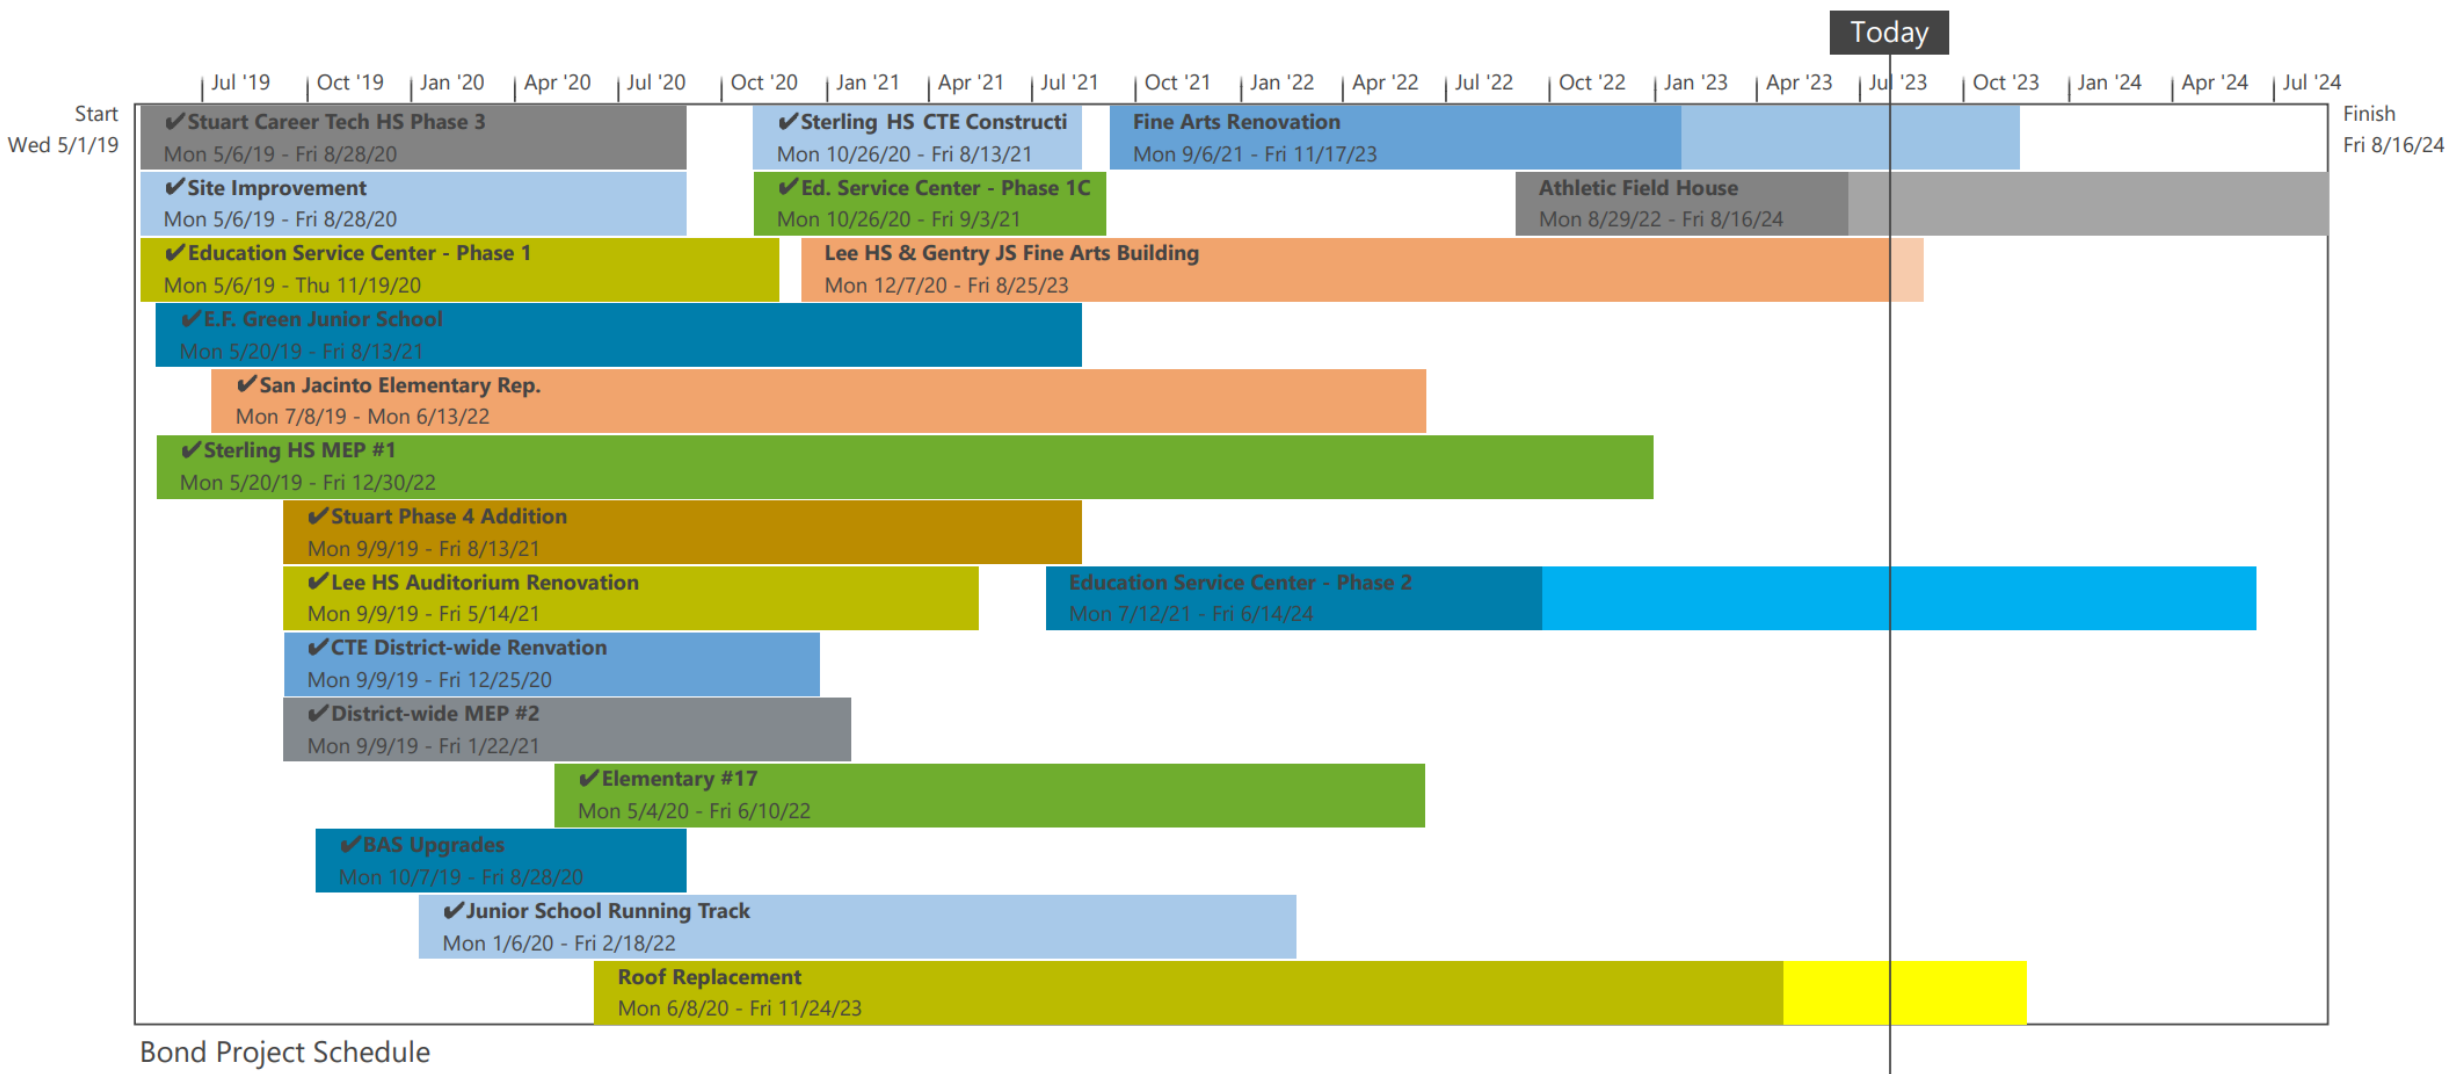 Today
Jul '19 Oct '19 Jan '20 Apr '20 Jul '20 Oct '20 Jan '21 Apr '21 Jul '21 Oct '21 Jan '22 Apr '22 Jul '22 Oct '22 Jan '23 Apr '23 Jul '23 Oct '23 Jan '24 Apr '24 Jul '24
Start
Wed 5/1/19
Finish
Fri 8/16/24
✔Stuart Career Tech HS Phase 3
Mon 5/6/19 - Fri 8/28/20
✔Sterling HS CTE Constructi
Mon 10/26/20 - Fri 8/13/21
Fine Arts Renovation
Mon 9/6/21 - Fri 11/17/23
✔Site Improvement
Mon 5/6/19 - Fri 8/28/20
✔Ed. Service Center - Phase 1C
Mon 10/26/20 - Fri 9/3/21
Athletic Field House
Mon 8/29/22 - Fri 8/16/24
✔Education Service Center - Phase 1
Mon 5/6/19 - Thu 11/19/20
Lee HS & Gentry JS Fine Arts Building
Mon 12/7/20 - Fri 8/25/23
✔E.F. Green Junior School
Mon 5/20/19 - Fri 8/13/21
✔San Jacinto Elementary Rep.
Mon 7/8/19 - Mon 6/13/22
✔Sterling HS MEP #1
Mon 5/20/19 - Fri 12/30/22
✔Stuart Phase 4 Addition
Mon 9/9/19 - Fri 8/13/21
✔Lee HS Auditorium Renovation
Mon 9/9/19 - Fri 5/14/21
Education Service Center - Phase 2
Mon 7/12/21 - Fri 6/14/24
✔CTE District-wide Renvation
Mon 9/9/19 - Fri 12/25/20
✔District-wide MEP #2
Mon 9/9/19 - Fri 1/22/21
✔Elementary #17
Mon 5/4/20 - Fri 6/10/22
✔BAS Upgrades
Mon 10/7/19 - Fri 8/28/20
✔Junior School Running Track
Mon 1/6/20 - Fri 2/18/22
Roof Replacement
Mon 6/8/20 - Fri 11/24/23
Bond Project Schedule